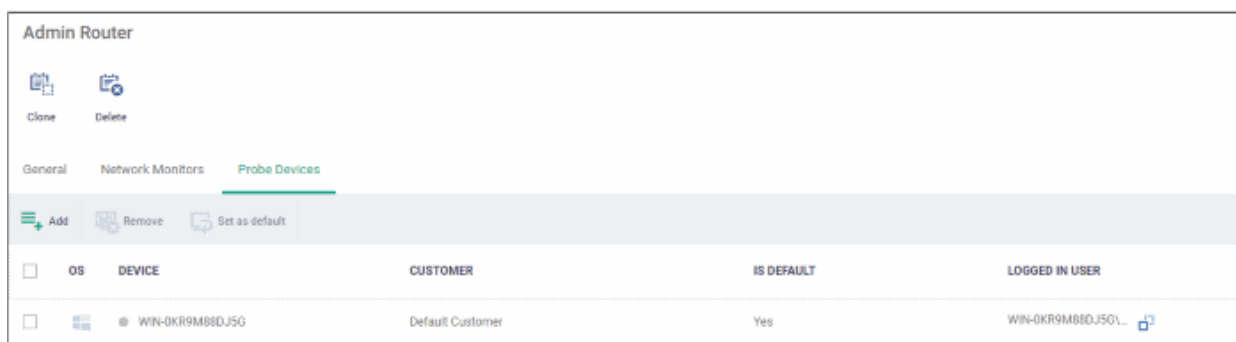 Admin Router
Clone Delete
General Network Monitors Probe Devices
Add Remove Set as default
OS DEVICE CUSTOMER IS DEFAULT LOGGED IN USER
WIN-0KR9M88DJ5G Default Customer Yes WIN-0KR9M88DJ5G\...